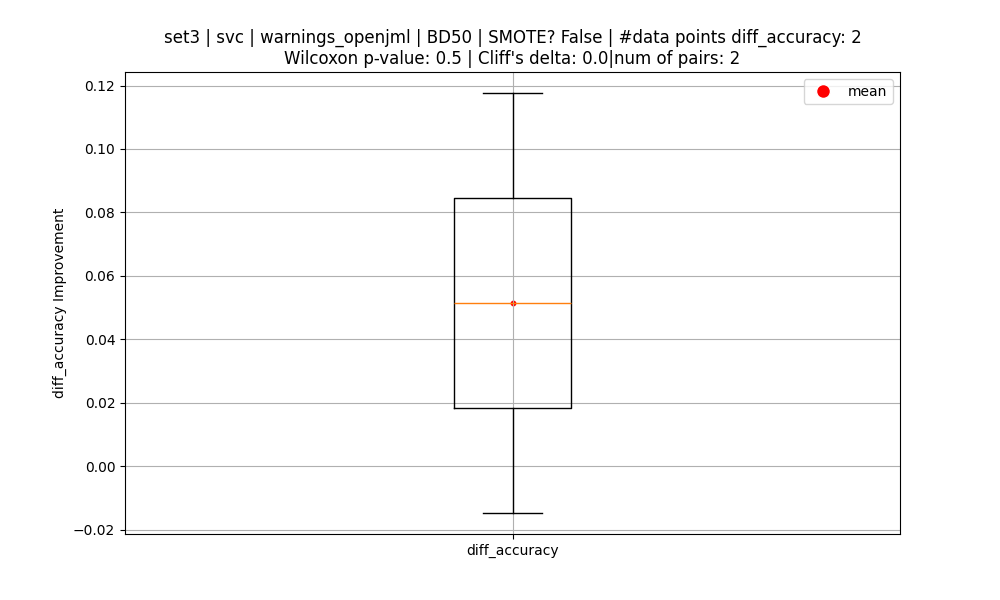 set3 | svc | warnings_openjml | BD50 | SMOTE? False | #data points diff_accuracy: 2
Wilcoxon p-value: 0.5 | Cliff's delta: 0.0|num of pairs: 2
mean
0.12
0.10
0.08
0.06
0.04
0.02
0.00
−0.02
diff_accuracy Improvement
diff_accuracy